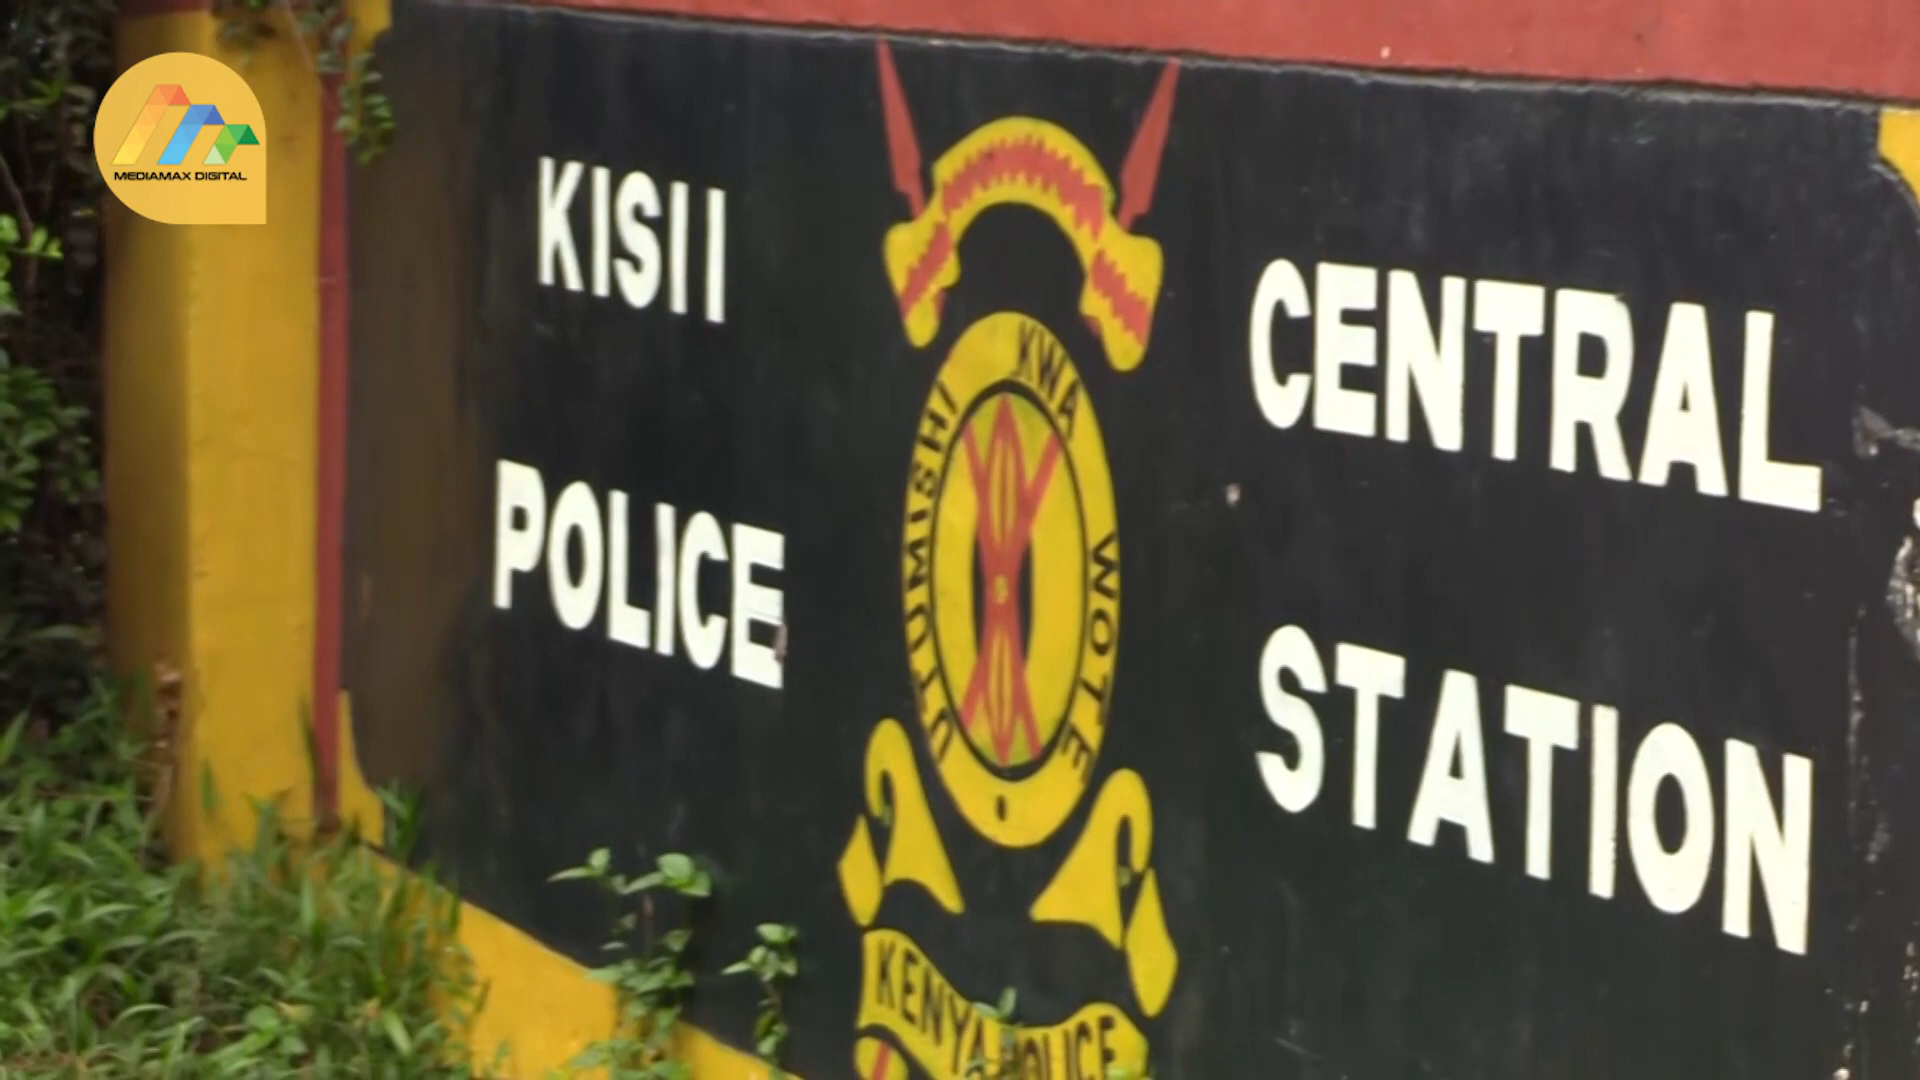 MEDIAMAX DIGITAL
KISII CENTRAL
POLICE STATION
UTUMISHI KWA WOTE
KENYA POLICE